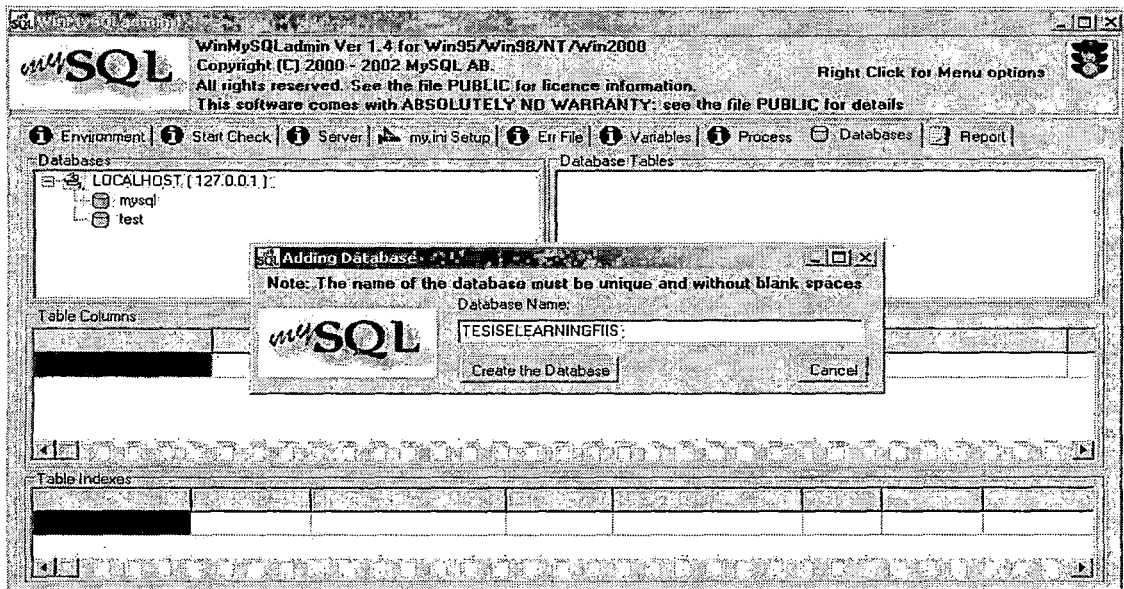 WinMySQLadmin 1.4
mySQL
WinMySQLadmin Ver 1.4 for Win95/Win98/NT/Win2000
Copyright (C) 2000 - 2002 MySQL AB.
All rights reserved. See the file PUBLIC for licence information.
This software comes with ABSOLUTELY NO WARRANTY: see the file PUBLIC for details
Right Click for Menu options
Environment Start Check Server my.ini Setup Err File Variables Process Databases Report
Databases
LOCALHOST ( 127.0.0.1 )
mysql
test
Database Tables
Adding Database
Note: The name of the database must be unique and without blank spaces
mySQL
Database Name:
TESISELEARNINGFIIS
Create the Database
Cancel
Table Columns
Table Indexes